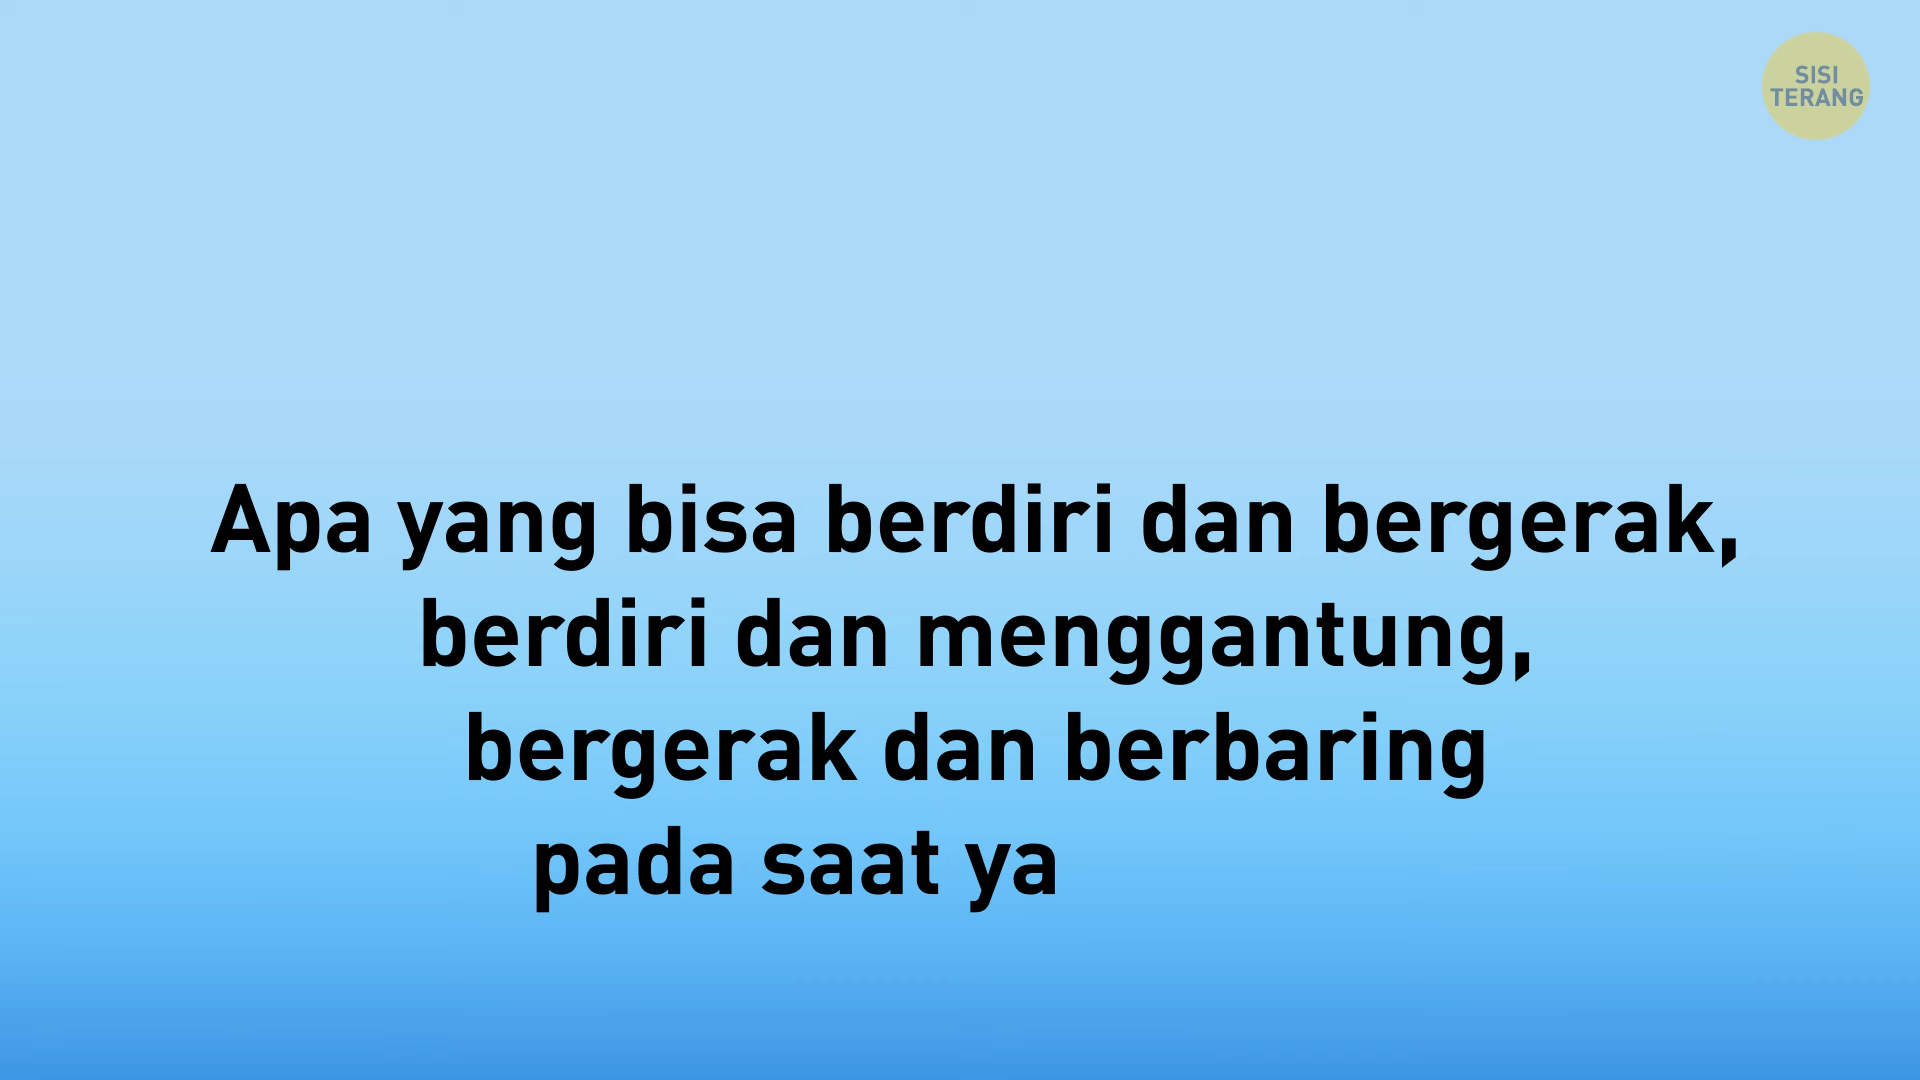 SISI
TERANG
Apa yang bisa berdiri dan bergerak,
berdiri dan menggantung,
bergerak dan berbaring
pada saat ya